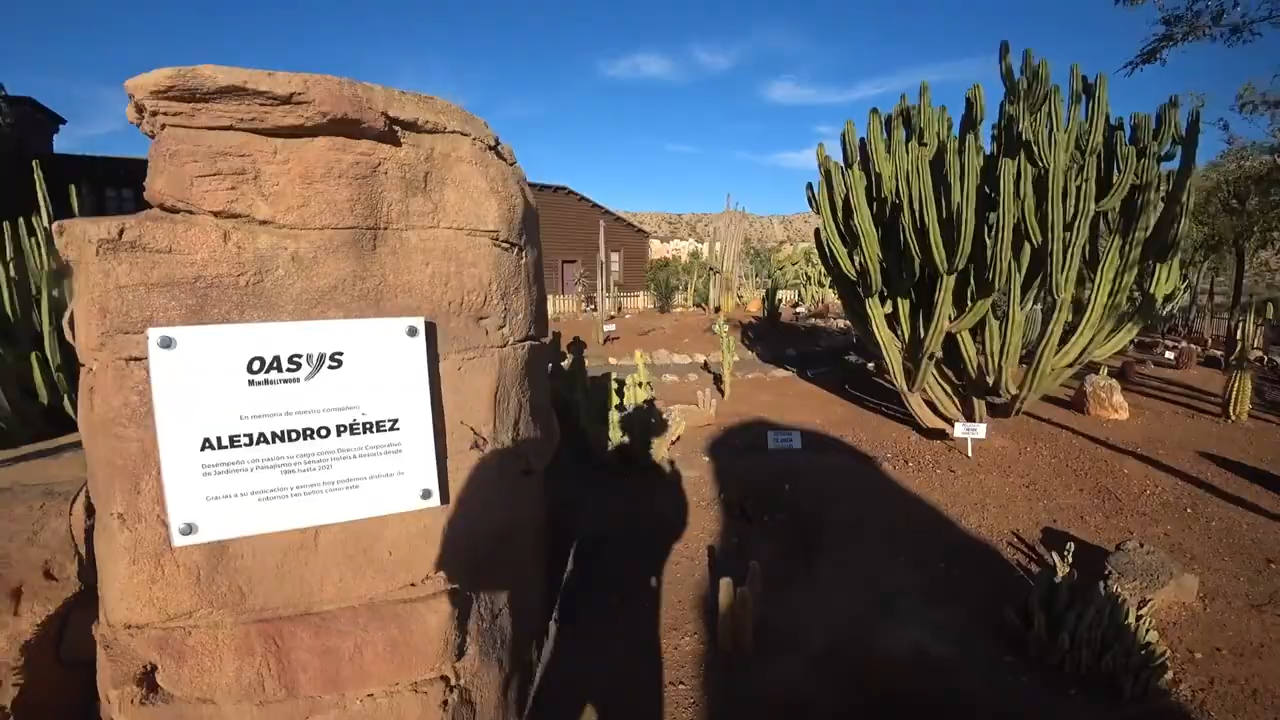 OASYS
MINIHOLLYWOOD
En memoria de nuestro compañero
ALEJANDRO PÉREZ
Desempeñó con pasión su cargo como Director Corporativo
de Jardinería y Paisajismo en Senator Hotels & Resorts desde
1986 hasta 2021
Gracias a su dedicación y esmero hoy podemos disfrutar de
entornos tan bellos como este